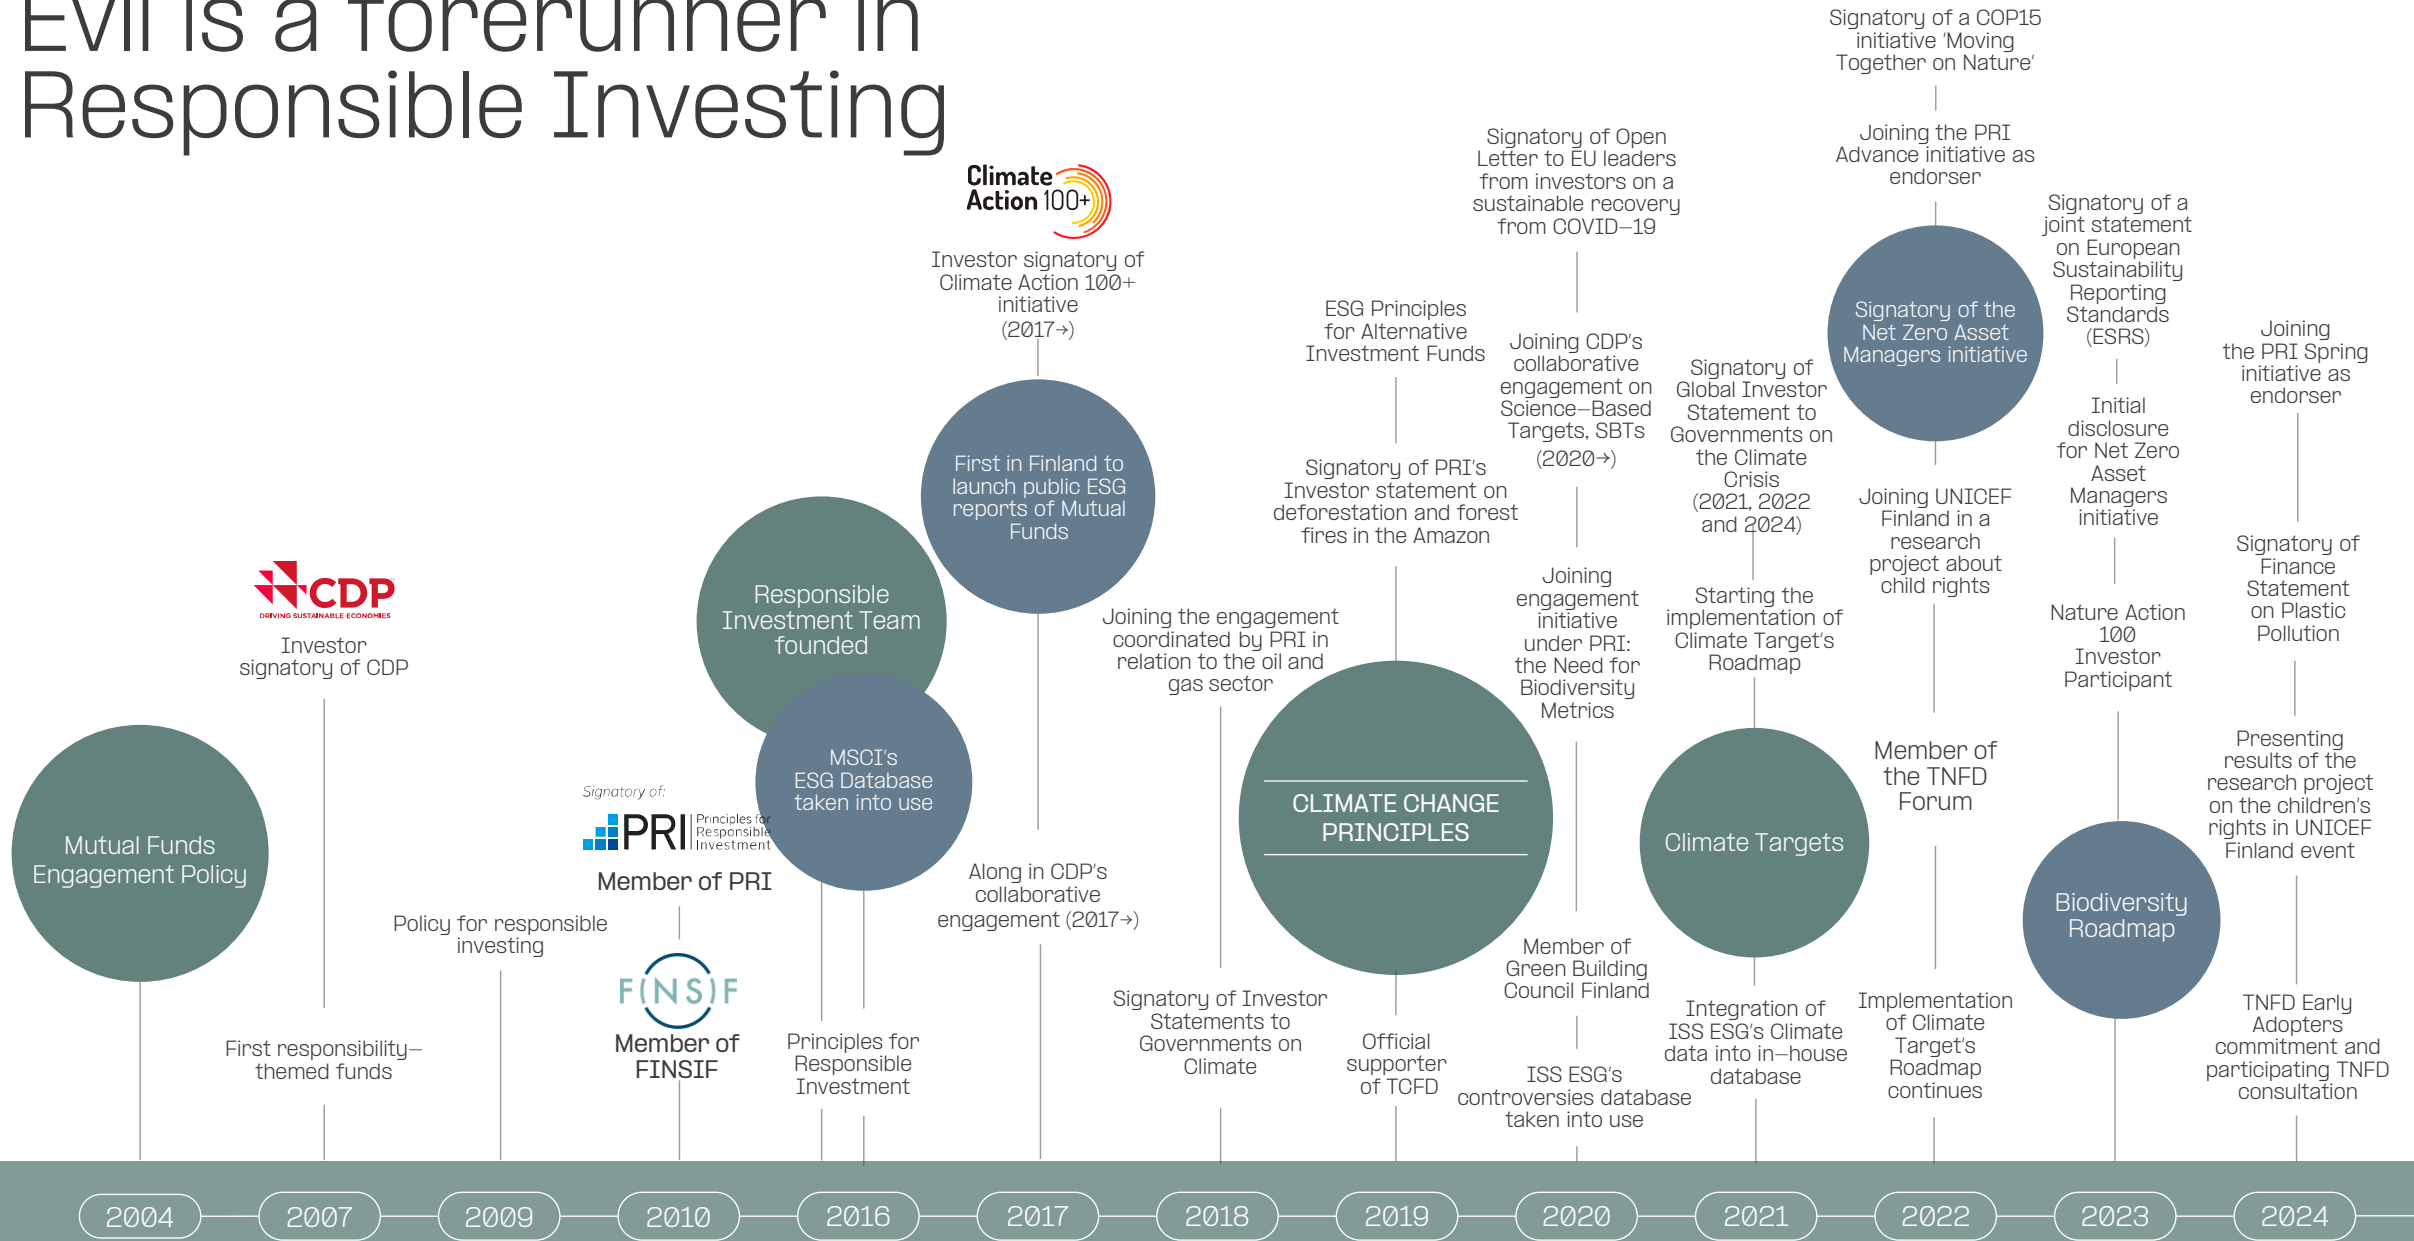 Evli is a forerunner in
Responsible Investing
Mutual Funds
Engagement Policy
CDP
DRIVING SUSTAINABLE ECONOMIES
Investor
signatory of CDP
First responsibility–
themed funds
Policy for responsible
investing
Signatory of:
PRI
Principles for
Responsible
Investment
Member of PRI
F(NS)F
Member of
FINSIF
Responsible
Investment Team
founded
MSCI's
ESG Database
taken into use
Principles for
Responsible
Investment
Climate
Action 100+
Investor signatory of
Climate Action 100+
initiative
(2017→)
First in Finland to
launch public ESG
reports of Mutual
Funds
Along in CDP's
collaborative
engagement (2017→)
Joining the engagement
coordinated by PRI in
relation to the oil and
gas sector
Signatory of Investor
Statements to
Governments on
Climate
ESG Principles
for Alternative
Investment Funds
Signatory of PRI's
Investor statement on
deforestation and forest
fires in the Amazon
CLIMATE CHANGE
PRINCIPLES
Official
supporter
of TCFD
Signatory of Open
Letter to EU leaders
from investors on a
sustainable recovery
from COVID–19
Joining CDP's
collaborative
engagement on
Science–Based
Targets, SBTs
(2020→)
Joining
engagement
initiative
under PRI:
the Need for
Biodiversity
Metrics
Member of
Green Building
Council Finland
ISS ESG's
controversies database
taken into use
Signatory of
Global Investor
Statement to
Governments on
the Climate
Crisis
(2021, 2022
and 2024)
Starting the
implementation of
Climate Target's
Roadmap
Climate Targets
Integration of
ISS ESG's Climate
data into in–house
database
Signatory of a COP15
initiative 'Moving
Together on Nature'
Joining the PRI
Advance initiative as
endorser
Signatory of the
Net Zero Asset
Managers initiative
Joining UNICEF
Finland in a
research
project about
child rights
Member of
the TNFD
Forum
Implementation
of Climate
Target's
Roadmap
continues
Signatory of a
joint statement
on European
Sustainability
Reporting
Standards
(ESRS)
Initial
disclosure
for Net Zero
Asset
Managers
initiative
Nature Action
100
Investor
Participant
Biodiversity
Roadmap
Joining
the PRI Spring
initiative as
endorser
Signatory of
Finance
Statement
on Plastic
Pollution
Presenting
results of the
research project
on the children's
rights in UNICEF
Finland event
TNFD Early
Adopters
commitment and
participating TNFD
consultation
2004
2007
2009
2010
2016
2017
2018
2019
2020
2021
2022
2023
2024